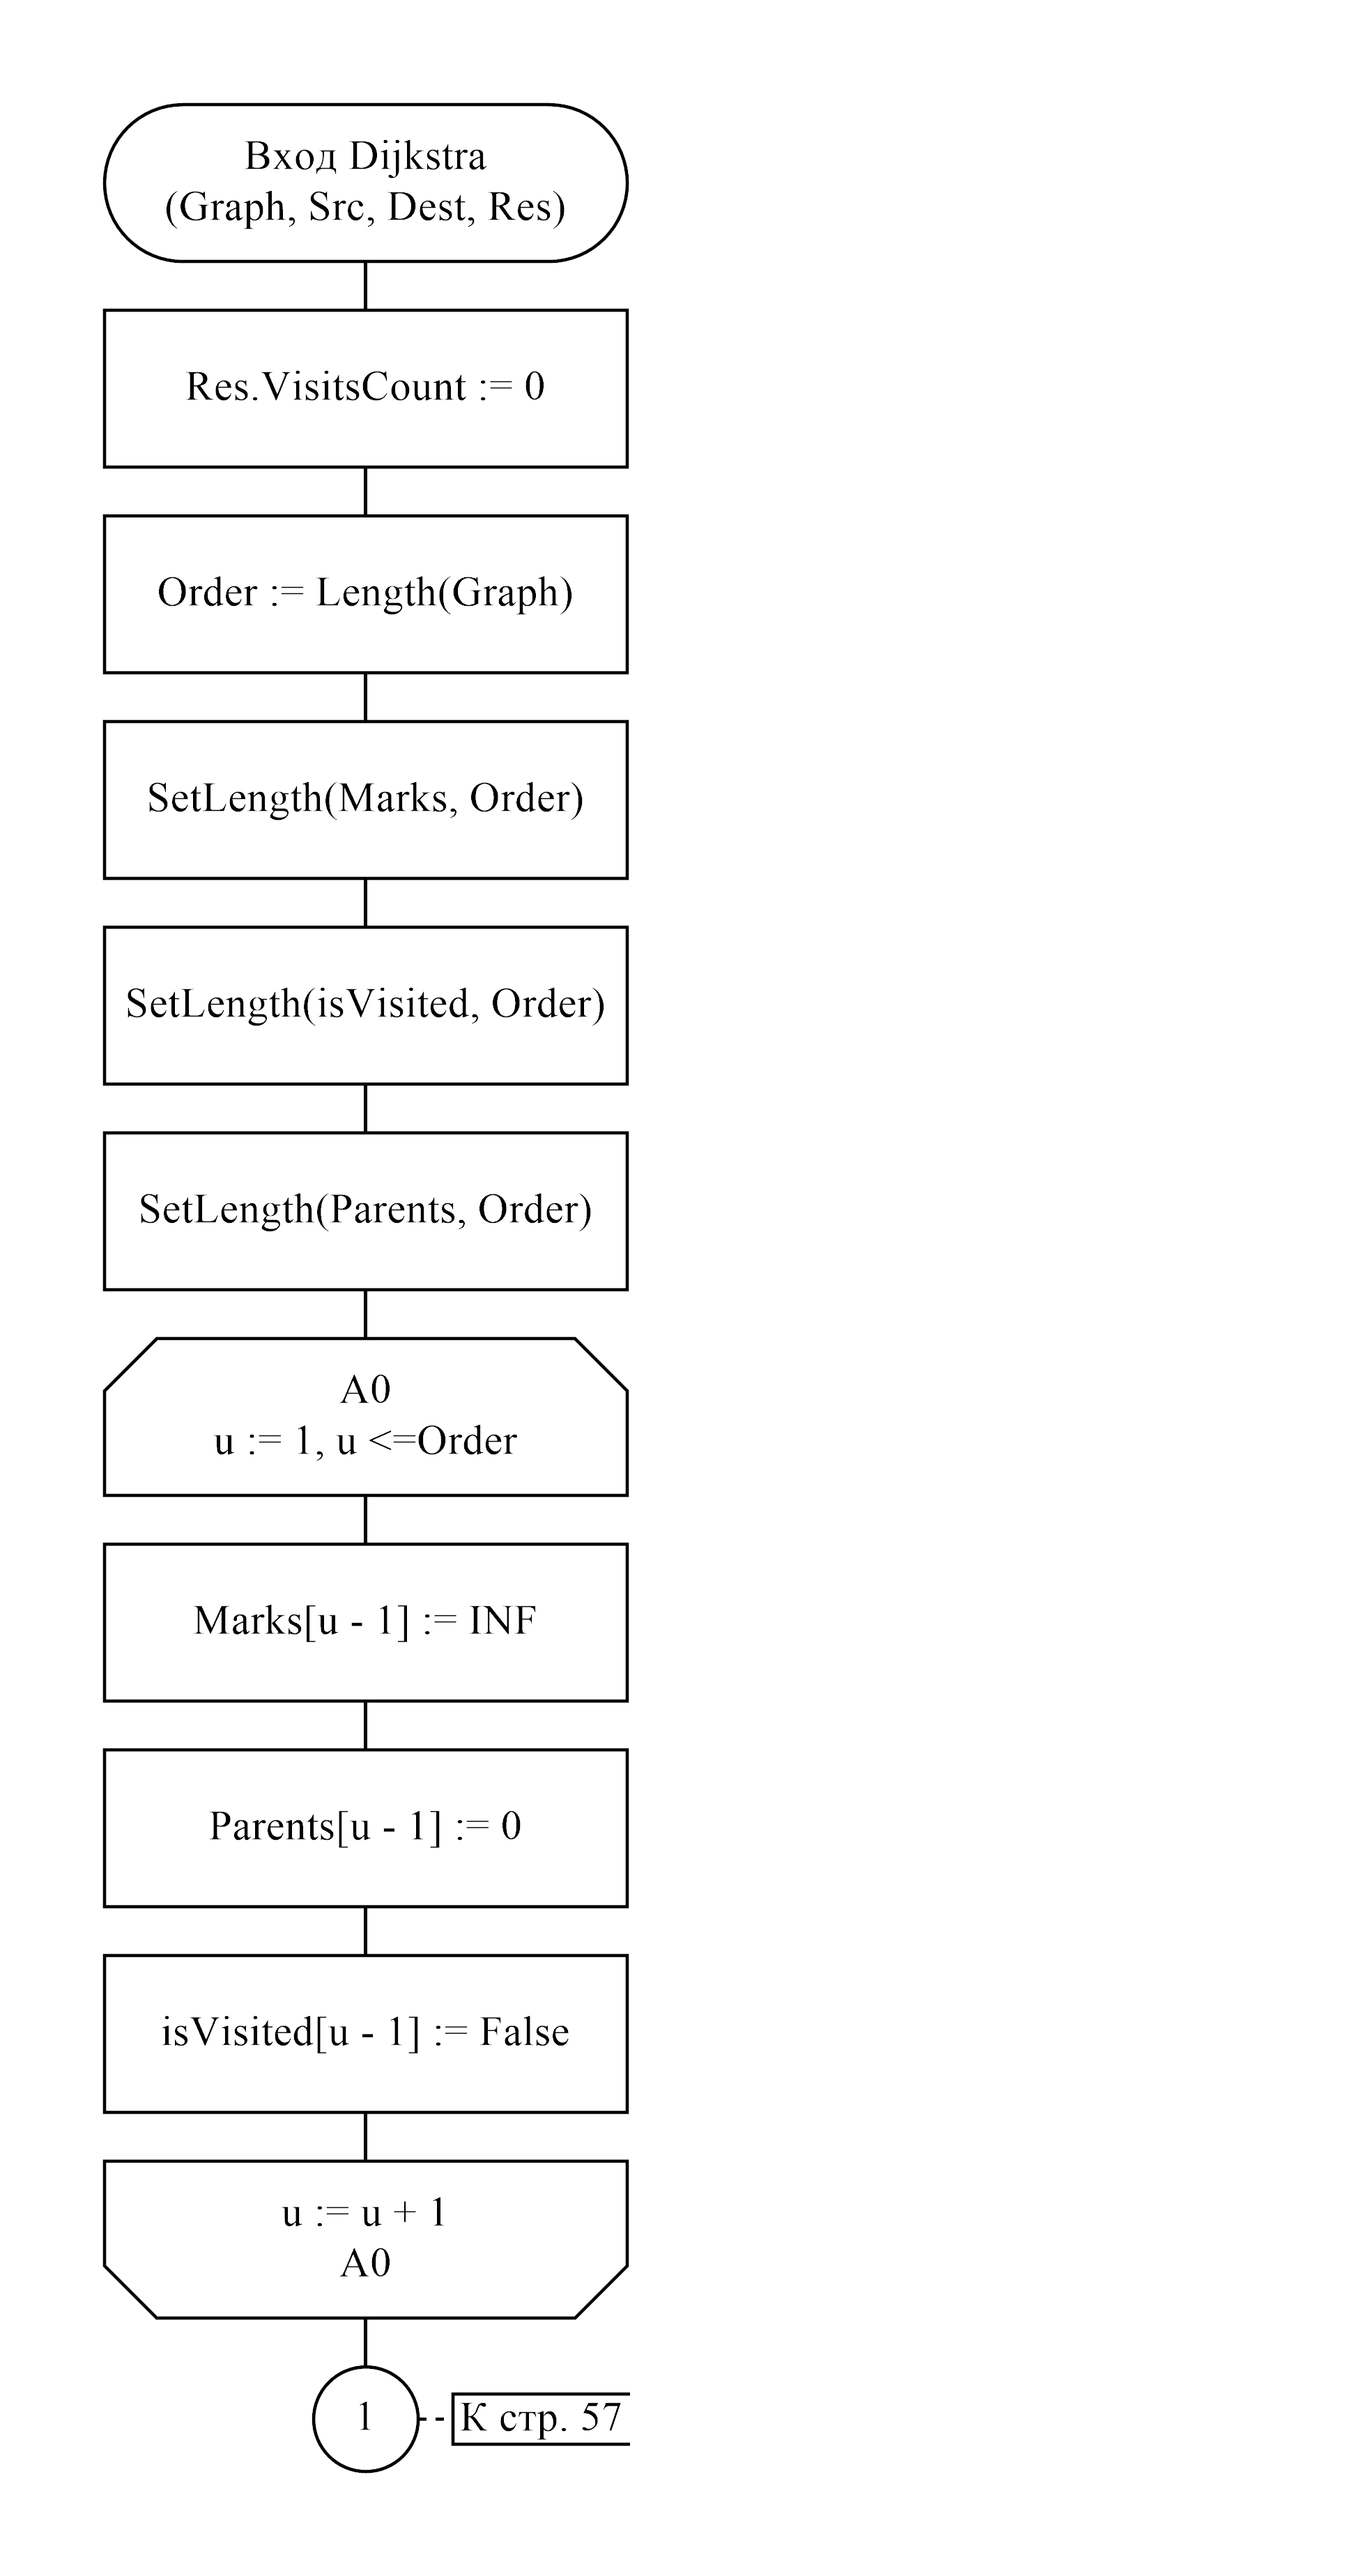 Вход Dijkstra
(Graph, Src, Dest, Res)
Res.VisitsCount := 0
Order := Length(Graph)
SetLength(Marks, Order)
SetLength(isVisited, Order)
SetLength(Parents, Order)
A0
u := 1, u <=Order
Marks[u - 1] := INF
Parents[u - 1] := 0
isVisited[u - 1] := False
u := u + 1
A0
1
К стр. 57